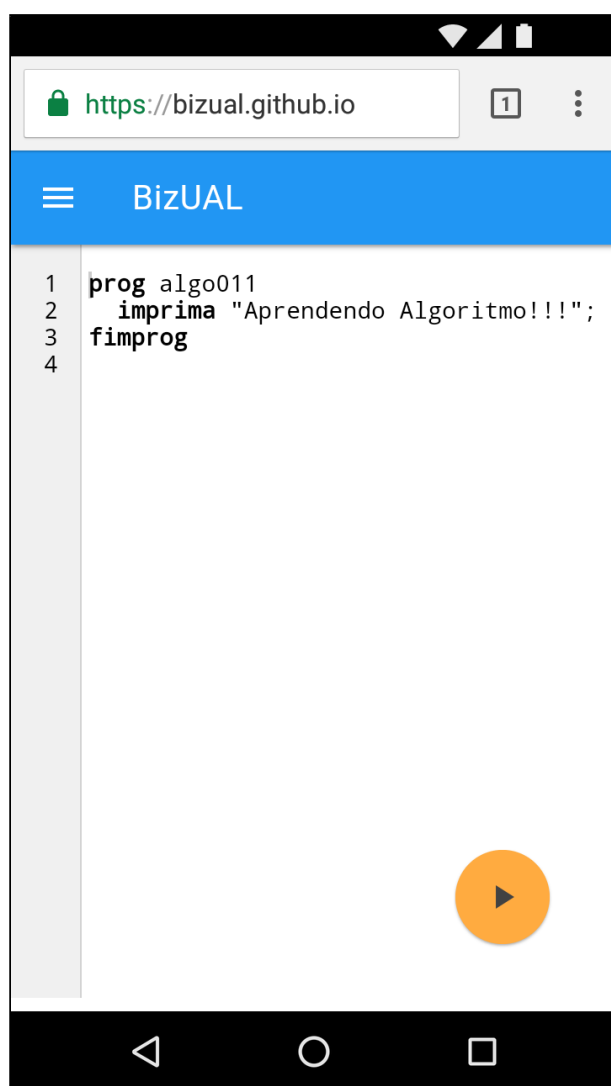 https://bizual.github.io
1
BizUAL
1 prog algo011
2   imprima "Aprendendo Algoritmo!!!";
3 fimprog
4